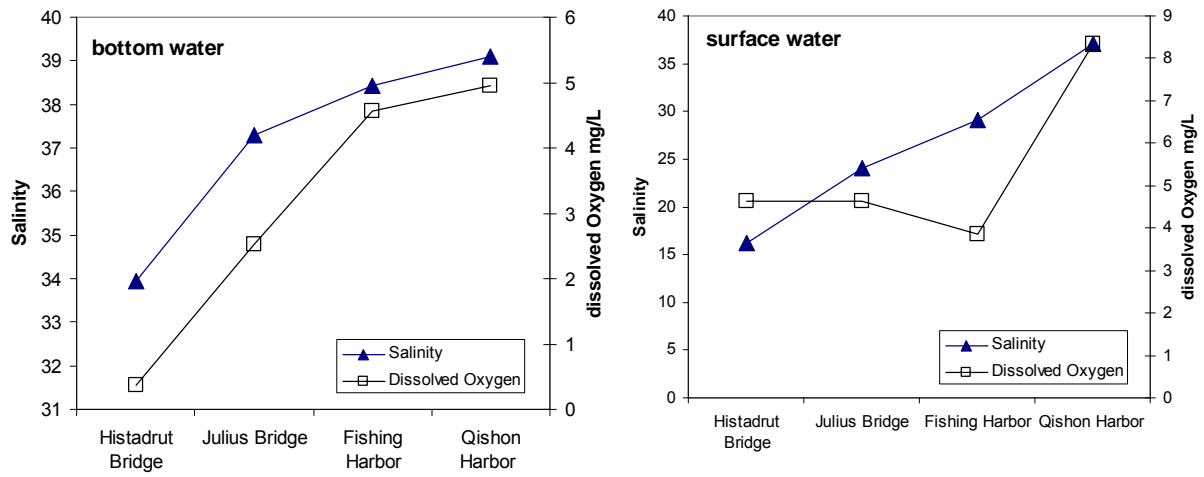 bottom water
Salinity
40
39
38
37
36
35
34
33
32
31
dissolved Oxygen mg/L
6
5
4
3
2
1
0
Salinity
Dissolved Oxygen
Histadrut
Bridge
Julius Bridge
Fishing
Harbor
Qishon
Harbor
surface water
Salinity
40
35
30
25
20
15
10
5
0
dissolved Oxygen mg/L
9
8
7
6
5
4
3
2
1
0
Salinity
Dissolved Oxygen
Histadrut
Bridge
Julius Bridge
Fishing Harbor
Qishon Harbor